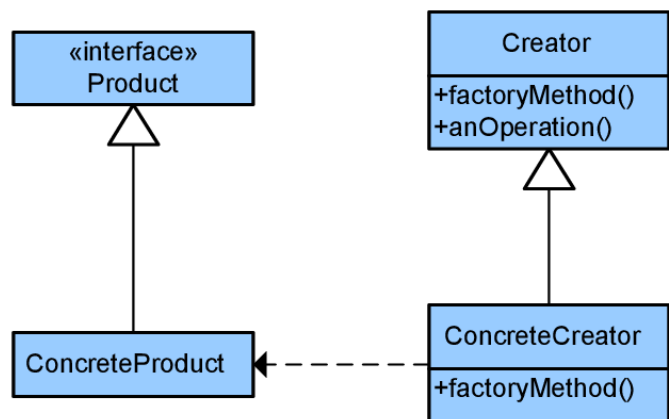 «interface»
Product
Creator
+factoryMethod()
+anOperation()
ConcreteProduct
ConcreteCreator
+factoryMethod()